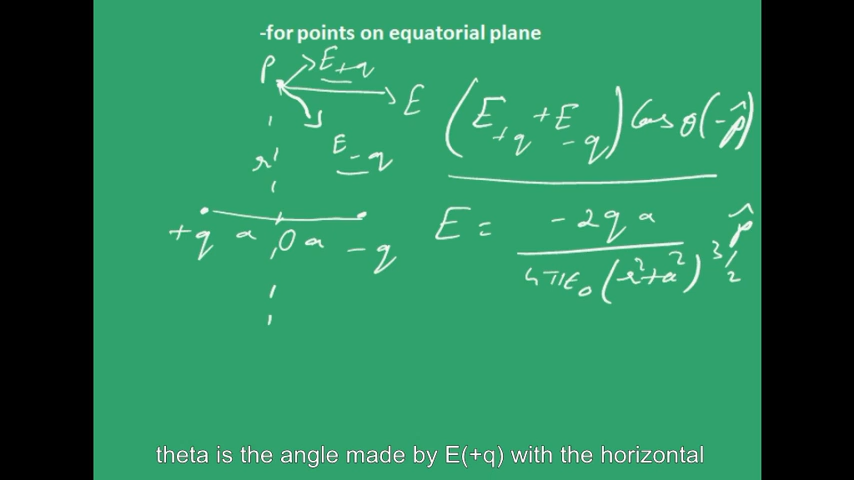 -for points on equatorial plane
P E+q
E
(E+q + E-q) Cos θ (-p̂)
E-q
r
+q a O a -q
E = -2qa / 4πε₀(r²+a²)^3/2 p̂
theta is the angle made by E(+q) with the horizontal